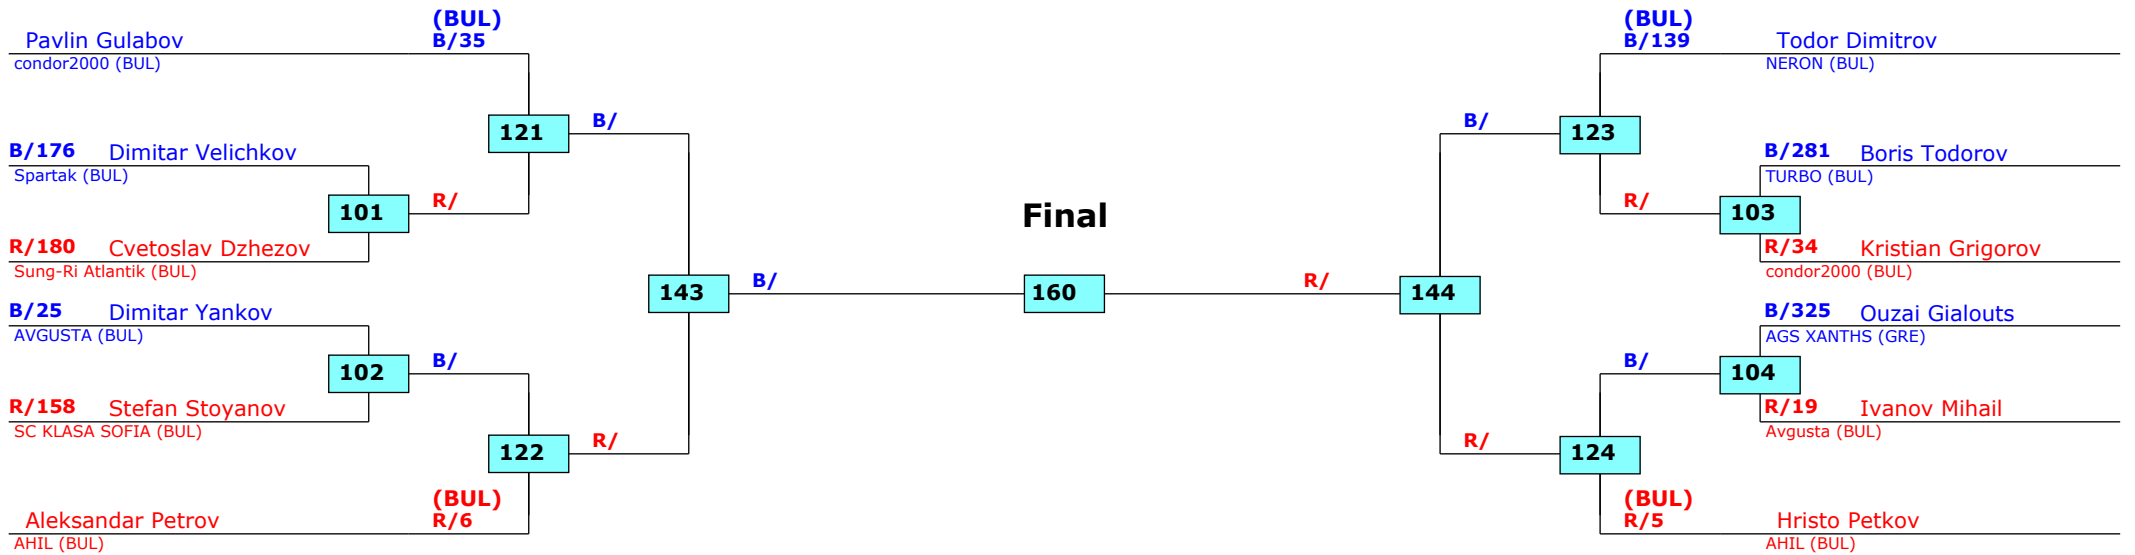 (BUL)
Pavlin Gulabov B/35
condor2000 (BUL)
121 B/
B/176 Dimitar Velichkov
Spartak (BUL)
101 R/
R/180 Cvetoslav Dzhezov
Sung-Ri Atlantik (BUL)
143 B/
B/25 Dimitar Yankov
AVGUSTA (BUL)
102 B/
R/158 Stefan Stoyanov
SC KLASA SOFIA (BUL)
122 R/
(BUL)
Aleksandar Petrov R/6
AHIL (BUL)
Final
160
(BUL)
B/139 Todor Dimitrov
NERON (BUL)
B/ 123
B/281 Boris Todorov
TURBO (BUL)
R/ 103
R/34 Kristian Grigorov
condor2000 (BUL)
R/ 144
B/325 Ouzai Gialouts
AGS XANTHS (GRE)
B/ 104
R/19 Ivanov Mihail
Avgusta (BUL)
R/ 124
(BUL)
R/5 Hristo Petkov
AHIL (BUL)